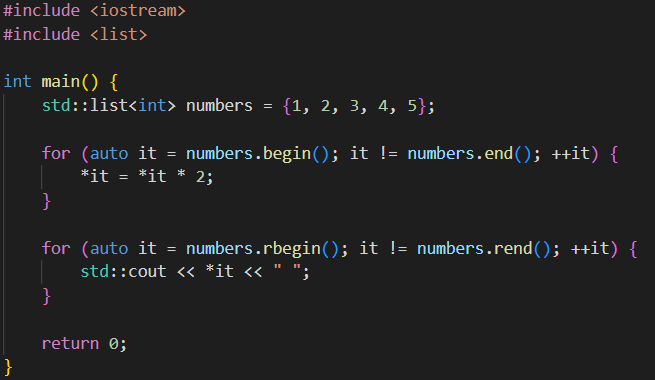 #include <iostream>
#include <list>

int main() {
    std::list<int> numbers = {1, 2, 3, 4, 5};

    for (auto it = numbers.begin(); it != numbers.end(); ++it) {
        *it = *it * 2;
    }

    for (auto it = numbers.rbegin(); it != numbers.rend(); ++it) {
        std::cout << *it << " ";
    }

    return 0;
}